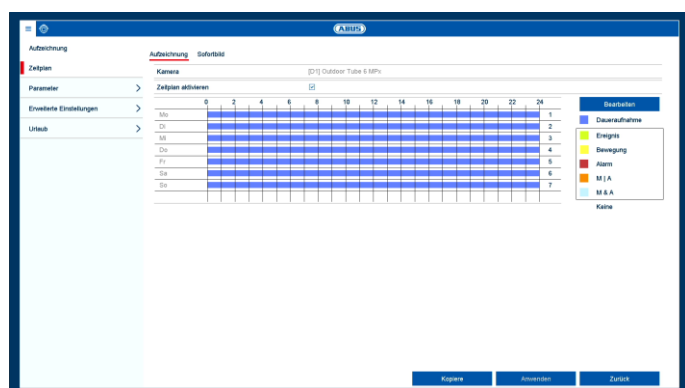 ABUS
Aufzeichnung
Aufzeichnung Sofortbild
Zeitplan
Kamera [D1] Outdoor Tube 6 MPx
Parameter
Zeitplan aktivieren
Erweiterte Einstellungen
Urlaub
0 2 4 6 8 10 12 14 16 18 20 22 24
Mo 1
Di 2
Mi 3
Do 4
Fr 5
Sa 6
So 7
Bearbeiten
Daueraufnahme
Ereignis
Bewegung
Alarm
M | A
M & A
Keine
Kopiere Anwenden Zurück